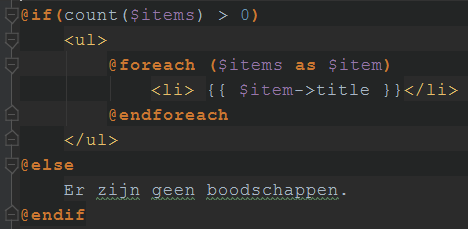 @if(count($items) > 0)
    <ul>
        @foreach ($items as $item)
            <li> {{ $item->title }}</li>
        @endforeach
    </ul>
@else
    Er zijn geen boodschappen.
@endif